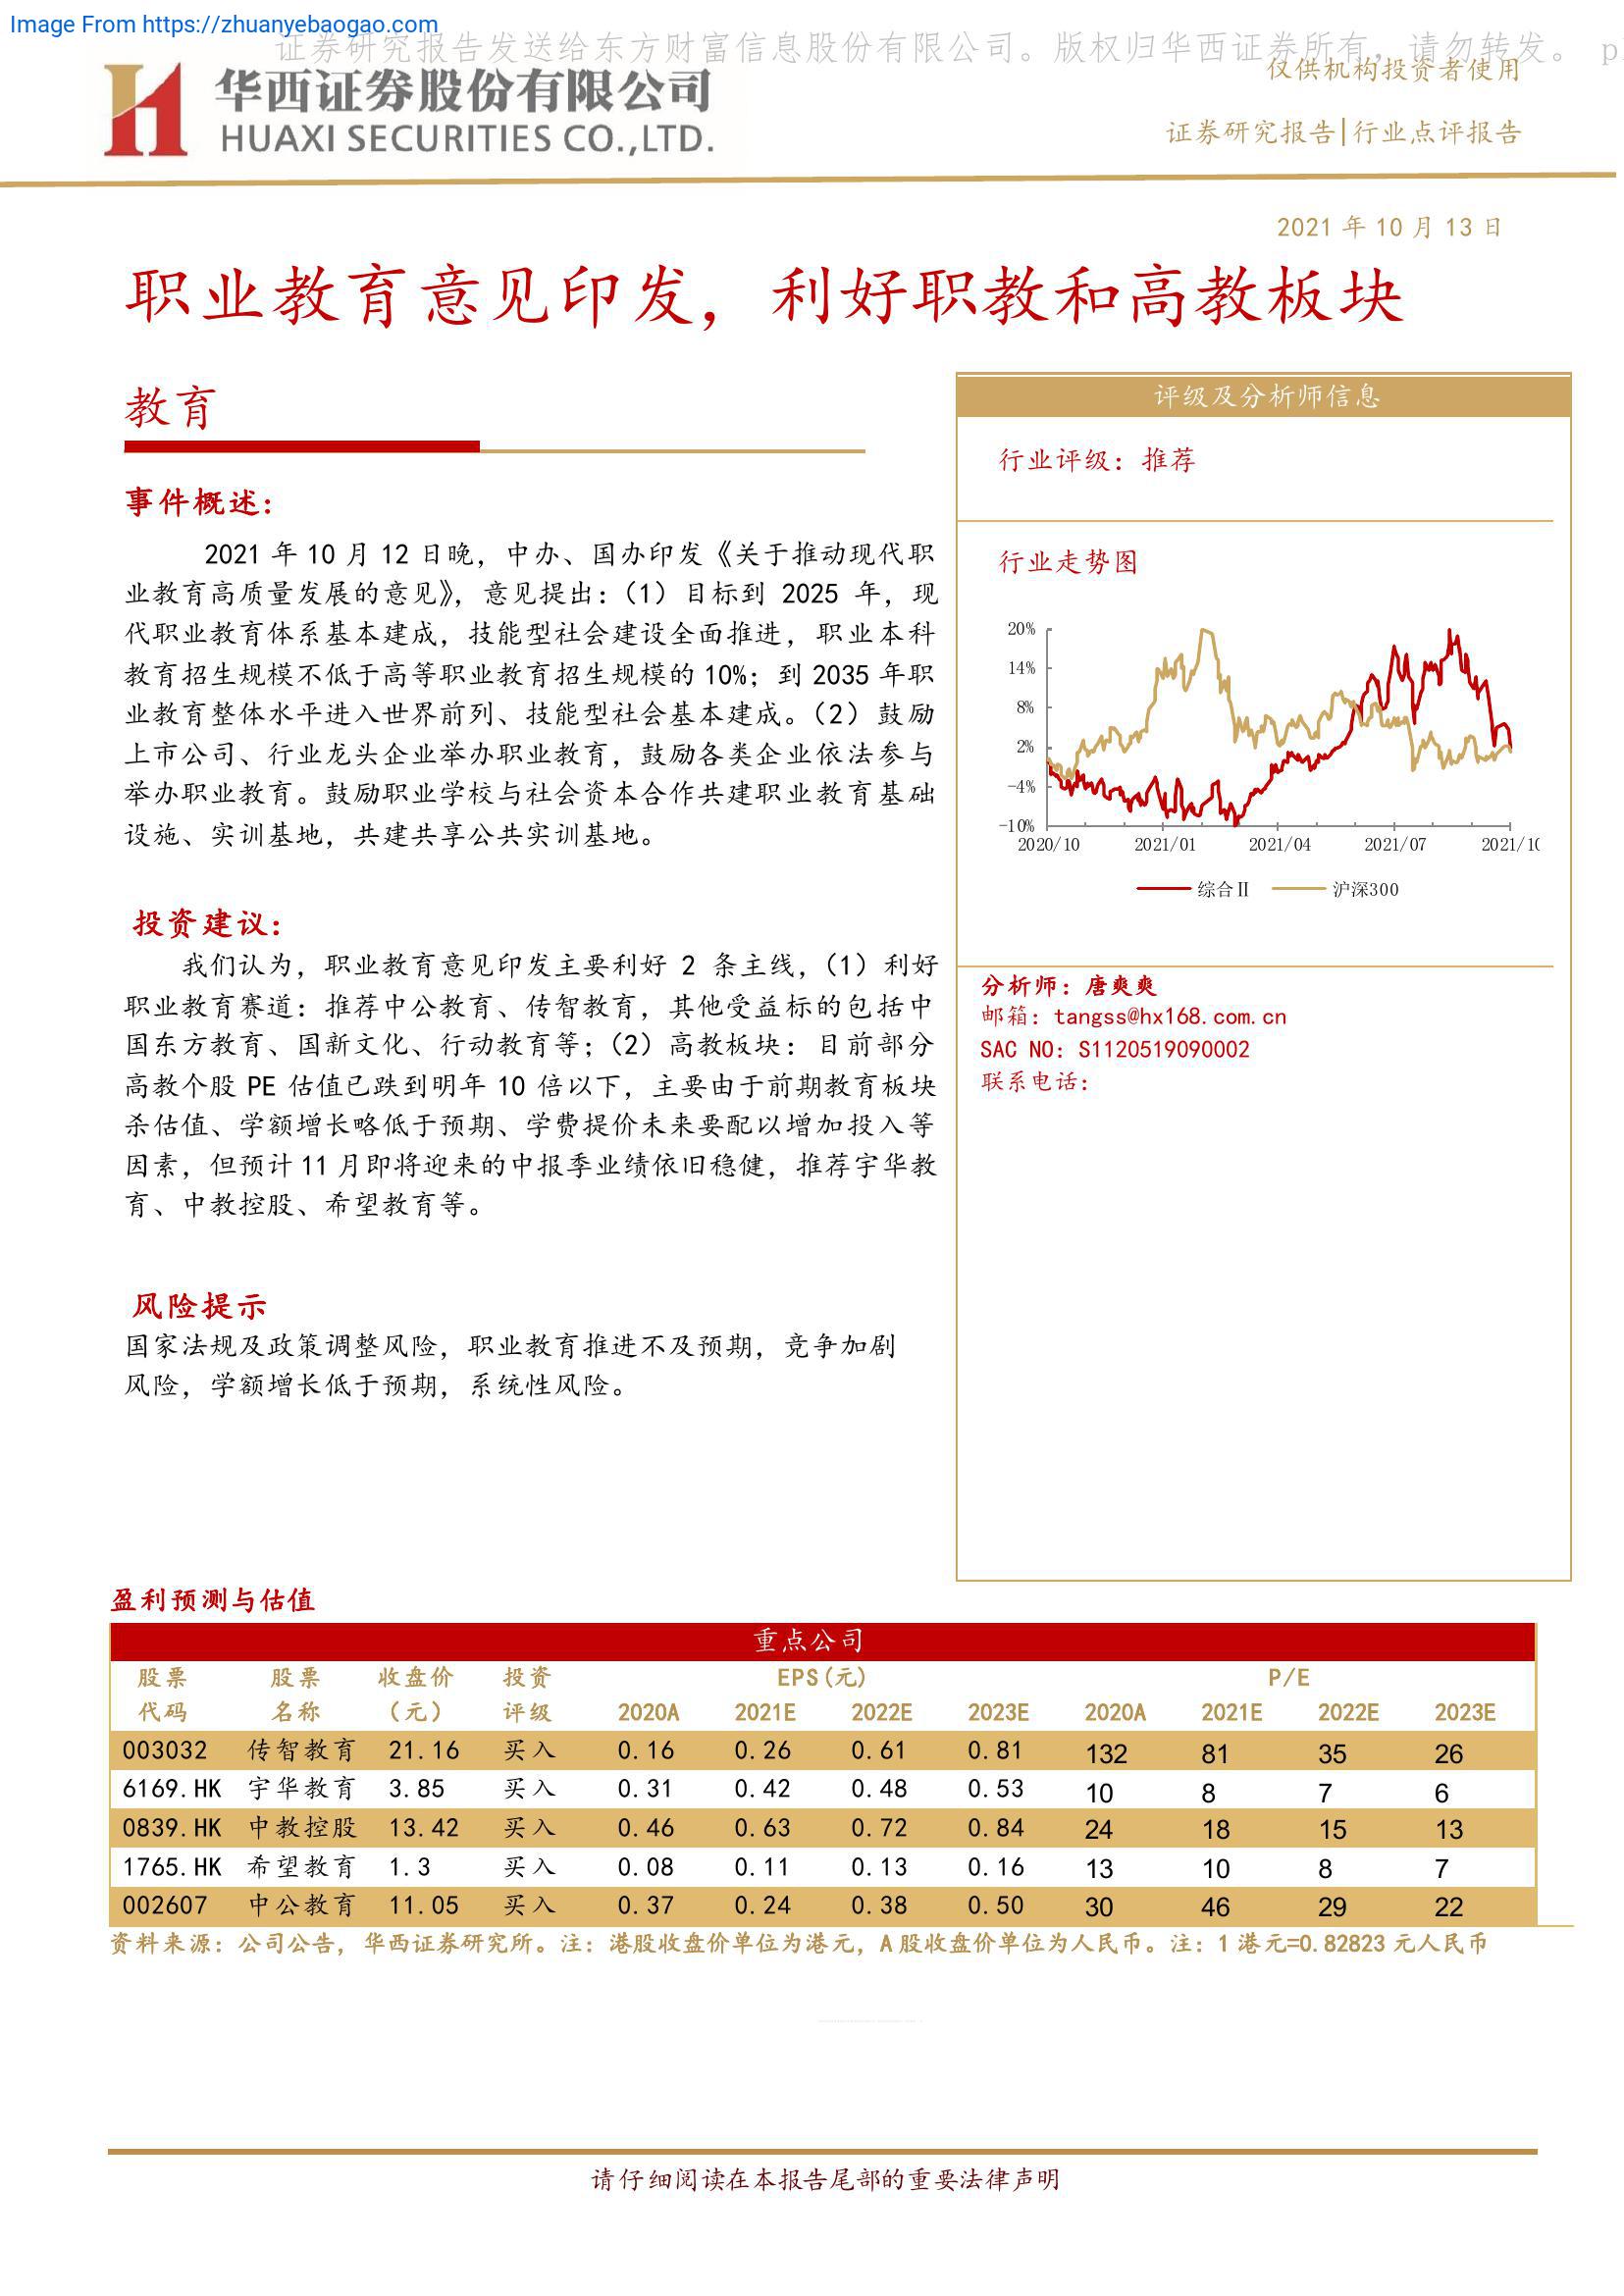 Image From https://zhuanyebaogao.com
证券研究报告发送给东方财富信息股份有限公司。版权归华西证券所有，请勿转发。 p
仅供机构投资者使用
华西证券股份有限公司
HUAXI SECURITIES CO.,LTD.
证券研究报告|行业点评报告
2021 年 10 月 13 日
职业教育意见印发，利好职教和高教板块
教育
事件概述：
2021 年 10 月 12 日晚，中办、国办印发《关于推动现代职
业教育高质量发展的意见》，意见提出：（1）目标到 2025 年，现
代职业教育体系基本建成，技能型社会建设全面推进，职业本科
教育招生规模不低于高等职业教育招生规模的 10%；到 2035 年职
业教育整体水平进入世界前列、技能型社会基本建成。（2）鼓励
上市公司、行业龙头企业举办职业教育，鼓励各类企业依法参与
举办职业教育。鼓励职业学校与社会资本合作共建职业教育基础
设施、实训基地，共建共享公共实训基地。
投资建议：
我们认为，职业教育意见印发主要利好 2 条主线，（1）利好
职业教育赛道：推荐中公教育、传智教育，其他受益标的包括中
国东方教育、国新文化、行动教育等；（2）高教板块：目前部分
高教个股 PE 估值已跌到明年 10 倍以下，主要由于前期教育板块
杀估值、学额增长略低于预期、学费提价未来要配以增加投入等
因素，但预计 11 月即将迎来的中报季业绩依旧稳健，推荐宇华教
育、中教控股、希望教育等。
风险提示
国家法规及政策调整风险，职业教育推进不及预期，竞争加剧
风险，学额增长低于预期，系统性风险。
评级及分析师信息
行业评级：推荐
行业走势图
20%
14%
8%
2%
-4%
-10%
2020/10 2021/01 2021/04 2021/07 2021/10
综合Ⅱ 沪深300
分析师：唐爽爽
邮箱：tangss@hx168.com.cn
SAC NO：S1120519090002
联系电话：
盈利预测与估值
重点公司
股票 股票 收盘价 投资 EPS(元) P/E
代码 名称 （元） 评级 2020A 2021E 2022E 2023E 2020A 2021E 2022E 2023E
003032 传智教育 21.16 买入 0.16 0.26 0.61 0.81 132 81 35 26
6169.HK 宇华教育 3.85 买入 0.31 0.42 0.48 0.53 10 8 7 6
0839.HK 中教控股 13.42 买入 0.46 0.63 0.72 0.84 24 18 15 13
1765.HK 希望教育 1.3 买入 0.08 0.11 0.13 0.16 13 10 8 7
002607 中公教育 11.05 买入 0.37 0.24 0.38 0.50 30 46 29 22
资料来源：公司公告，华西证券研究所。注：港股收盘价单位为港元，A 股收盘价单位为人民币。注：1 港元=0.82823 元人民币
请仔细阅读在本报告尾部的重要法律声明